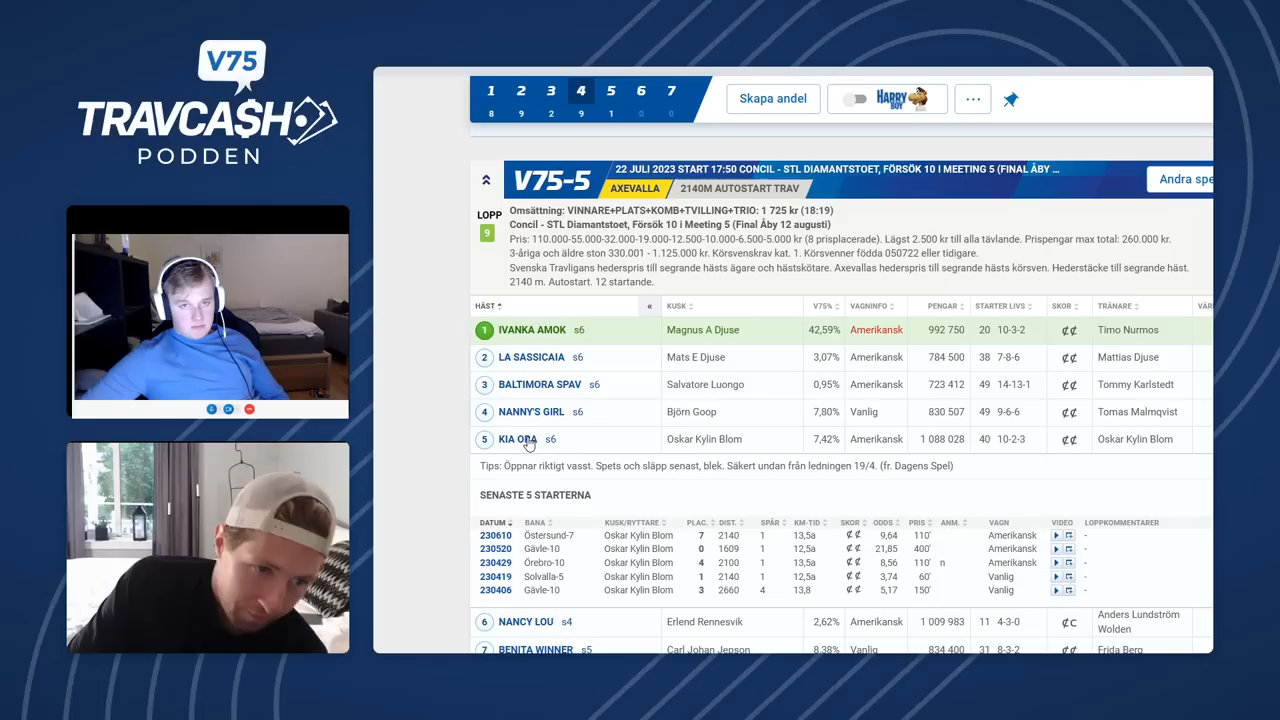 V75
TRAVCA$H
PODDEN
1 2 3 4 5 6 7
8 9 2 9 1 0 0
Skapa andel
HARRY BOY
...
V75-5
22 JULI 2023 START 17:50 CONCIL - STL DIAMANTSTOET, FÖRSÖK 10 I MEETING 5 (FINAL ÅBY ...
AXEVALLA
2140M AUTOSTART TRAV
Andra spe
LOPP
9
Omsättning: VINNARE+PLATS+KOMB+TVILLING+TRIO: 1 725 kr (18:19)
Concil - STL Diamantstoet, Försök 10 i Meeting 5 (Final Åby 12 augusti)
Pris: 110.000-55.000-32.000-19.000-12.500-10.000-6.500-5.000 kr (8 prisplacerade). Lägst 2.500 kr till alla tävlande. Prispengar max total: 260.000 kr.
3-åriga och äldre ston 330.001 - 1.125.000 kr. Körsvenskrav kat. 1. Körsvenner födda 050722 eller tidigare.
Svenska Travligans hederspris till segrande hästs ägare och hästskötare. Axevallas hederspris till segrande hästs körsven. Hederstäcke till segrande häst.
2140 m. Autostart. 12 startande.
HÄST « KUSK V75% VAGNINFO PENGAR STARTER LIVS SKOR TRÄNARE VÄR
1 IVANKA AMOK s6 Magnus A Djuse 42,59% Amerikansk 992 750 20 10-3-2 ȼȼ Timo Nurmos
2 LA SASSICAIA s6 Mats E Djuse 3,07% Amerikansk 784 500 38 7-8-6 ȼȼ Mattias Djuse
3 BALTIMORA SPAV s6 Salvatore Luongo 0,95% Amerikansk 723 412 49 14-13-1 ȼȼ Tommy Karlstedt
4 NANNY'S GIRL s6 Björn Goop 7,80% Vanlig 830 507 49 9-6-6 ȼȼ Tomas Malmqvist
5 KIA s6 Oskar Kylin Blom 7,42% Amerikansk 1 088 028 40 10-2-3 ȼȼ Oskar Kylin Blom
Tips: Öppnar riktigt vasst. Spets och släpp senast, blek. Säkert undan från ledningen 19/4. (fr. Dagens Spel)
SENASTE 5 STARTERNA
DATUM BANA KUSK/RYTTARE PLAC. DIST. SPÅR KM-TID SKOR ODDS PRIS ANM. VAGN VIDEO LOPPKOMMENTARER
230610 Östersund-7 Oskar Kylin Blom 7 2140 1 13,5a ȼȼ 9,64 110' Amerikansk -
230520 Gävle-10 Oskar Kylin Blom 0 1609 1 12,5a ȼȼ 21,85 400' Amerikansk -
230429 Örebro-10 Oskar Kylin Blom 4 2100 1 13,5a ȼȼ 8,56 110' n Amerikansk -
230419 Solvalla-5 Oskar Kylin Blom 1 2140 1 12,5a ȼȼ 3,74 60' Vanlig -
230406 Gävle-10 Oskar Kylin Blom 3 2660 4 13,8 ȼȼ 5,17 150' Vanlig -
6 NANCY LOU s4 Erlend Rennesvik 2,62% Amerikansk 1 009 983 11 4-3-0 ȼc Anders Lundström Wolden
7 BENITA WINNER s5 Carl Johan Jepson 8,38% Vanlig 834 400 31 8-3-2 ȼȼ Frida Berg